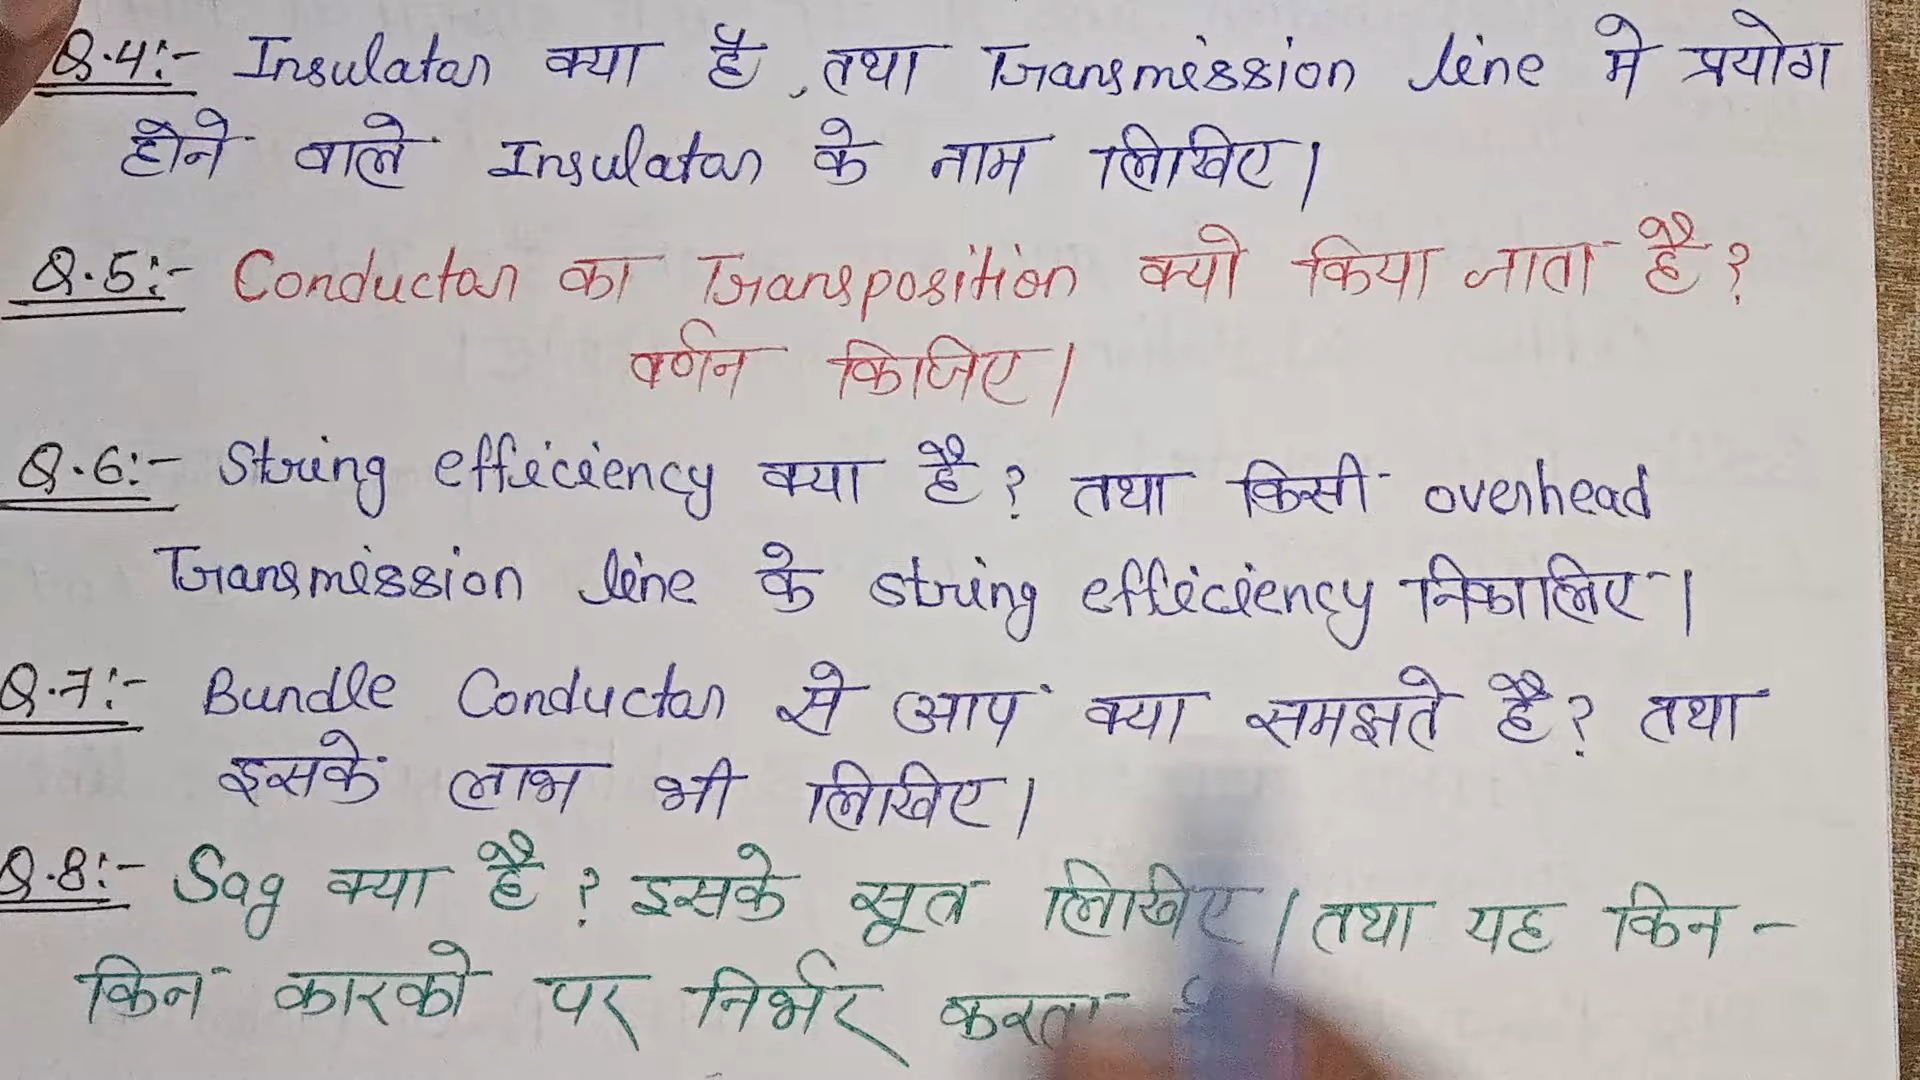 Q.4:- Insulator क्या है, तथा Transmission line मे प्रयोग
होने वाले Insulator के नाम लिखिए।
Q.5:- Conductor का Transposition क्यो किया जाता है?
वर्णन किजिए।
Q.6:- String efficiency क्या है? तथा किसी overhead
Transmission line के string efficiency निकालिए।
Q.7:- Bundle Conductor से आप क्या समझते है? तथा
इसके लाभ भी लिखिए।
Q.8:- Sag क्या है? इसके सूत्र लिखिए। तथा यह किन-
किन कारको पर निर्भर करता